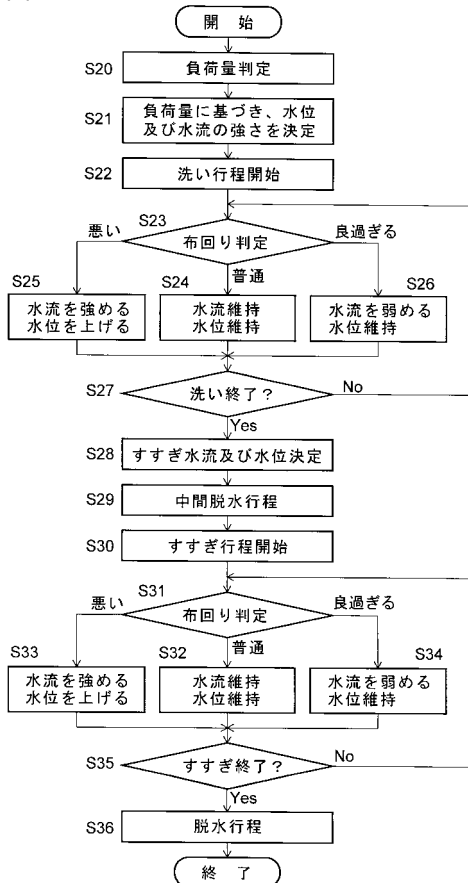 開 始
S20
負荷量判定
S21
負荷量に基づき、水位
及び水流の強さを決定
S22
洗い行程開始
S23
悪い
布回り判定
良過ぎる
普通
S25
水流を強める
水位を上げる
S24
水流維持
水位維持
S26
水流を弱める
水位維持
S27
洗い終了?
No
Yes
S28
すすぎ水流及び水位決定
S29
中間脱水行程
S30
すすぎ行程開始
S31
悪い
布回り判定
良過ぎる
普通
S33
水流を強める
水位を上げる
S32
水流維持
水位維持
S34
水流を弱める
水位維持
S35
すすぎ終了?
No
Yes
S36
脱水行程
終 了